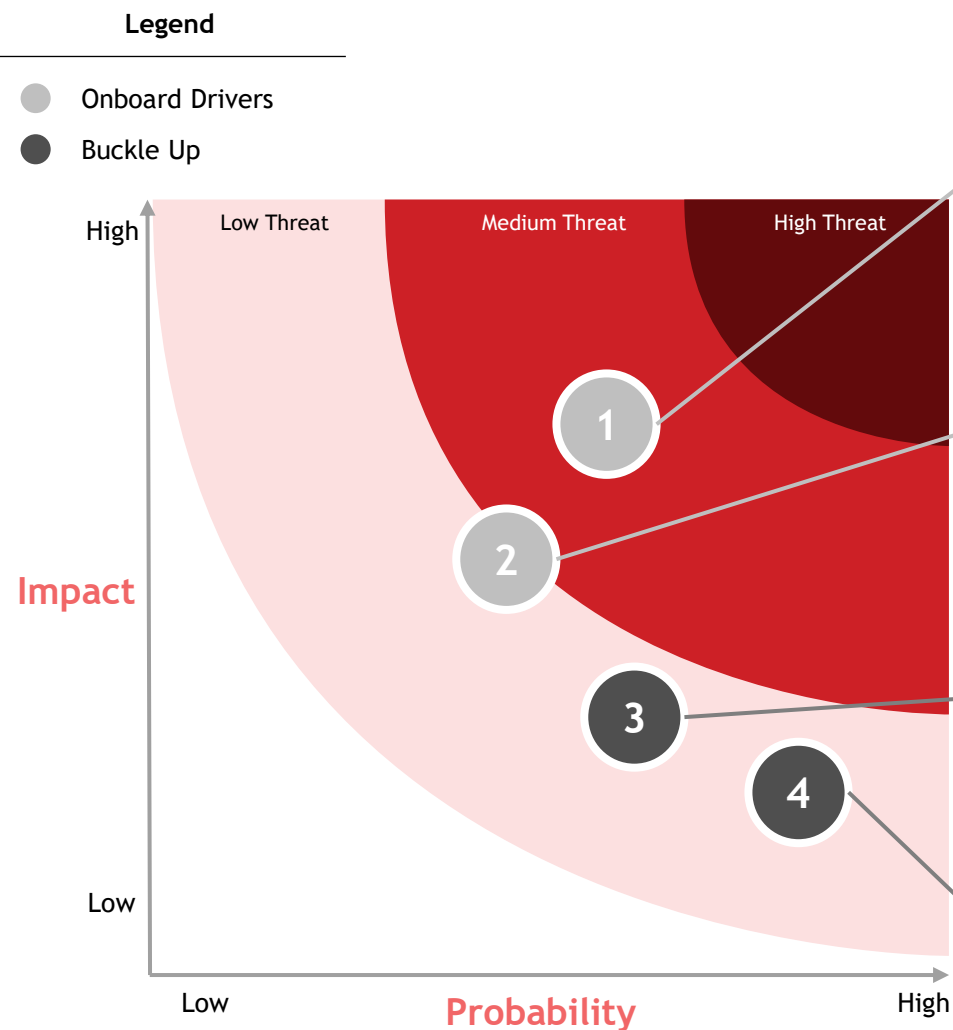 Legend
Onboard Drivers
Buckle Up
High
Low Threat
Medium Threat
High Threat
1
2
Impact
3
4
Low
Low
Probability
High